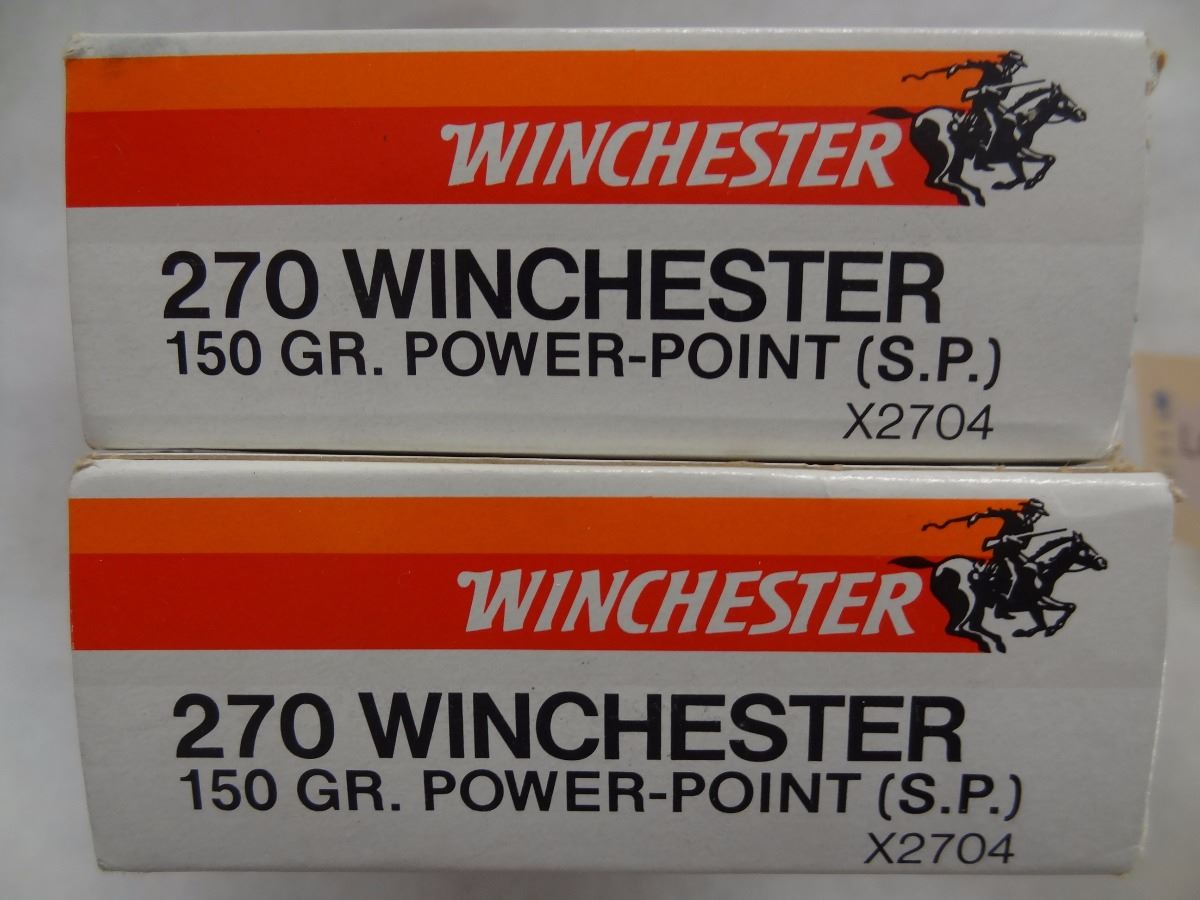 WINCHESTER
270 WINCHESTER
150 GR. POWER-POINT (S.P.)
X2704
WINCHESTER
270 WINCHESTER
150 GR. POWER-POINT (S.P.)
X2704